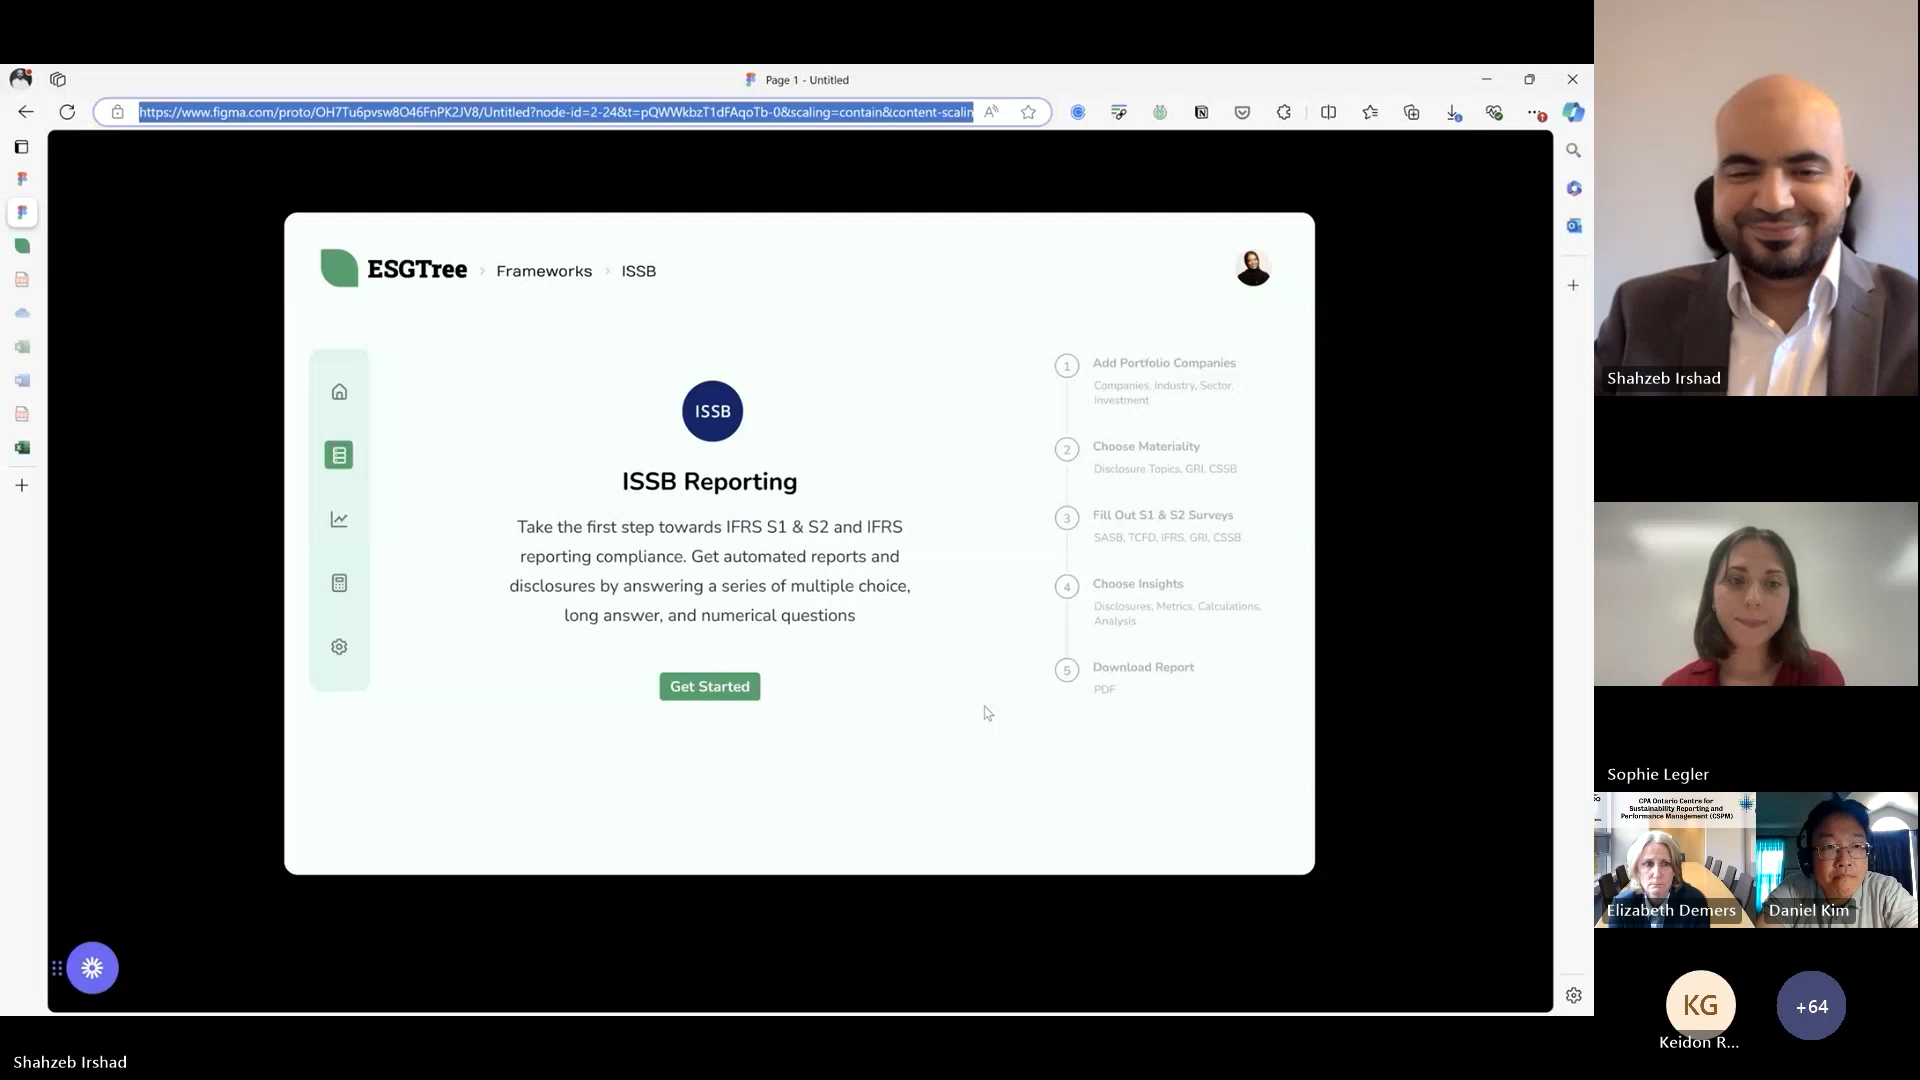 Page 1 - Untitled
https://www.figma.com/proto/OH7Tu6pvsw8O46FnPK2JV8/Untitled?node-id=2-24&t=pQWWkbzT1dFAqoTb-0&scaling=contain&content-scalin
ESGTree › Frameworks › ISSB
ISSB
ISSB Reporting
Take the first step towards IFRS S1 & S2 and IFRS
reporting compliance. Get automated reports and
disclosures by answering a series of multiple choice,
long answer, and numerical questions
Get Started
1 Add Portfolio Companies
Companies, Industry, Sector,
Investment
2 Choose Materiality
Disclosure Topics, GRI, CSSB
3 Fill Out S1 & S2 Surveys
SASB, TCFD, IFRS, GRI, CSSB
4 Choose Insights
Disclosures, Metrics, Calculations,
Analysis
5 Download Report
PDF
Shahzeb Irshad
Sophie Legler
CPA Ontario Centre for
Sustainability Reporting and
Performance Management (CSPM)
Elizabeth Demers
Daniel Kim
KG
Keidon R...
+64
Shahzeb Irshad